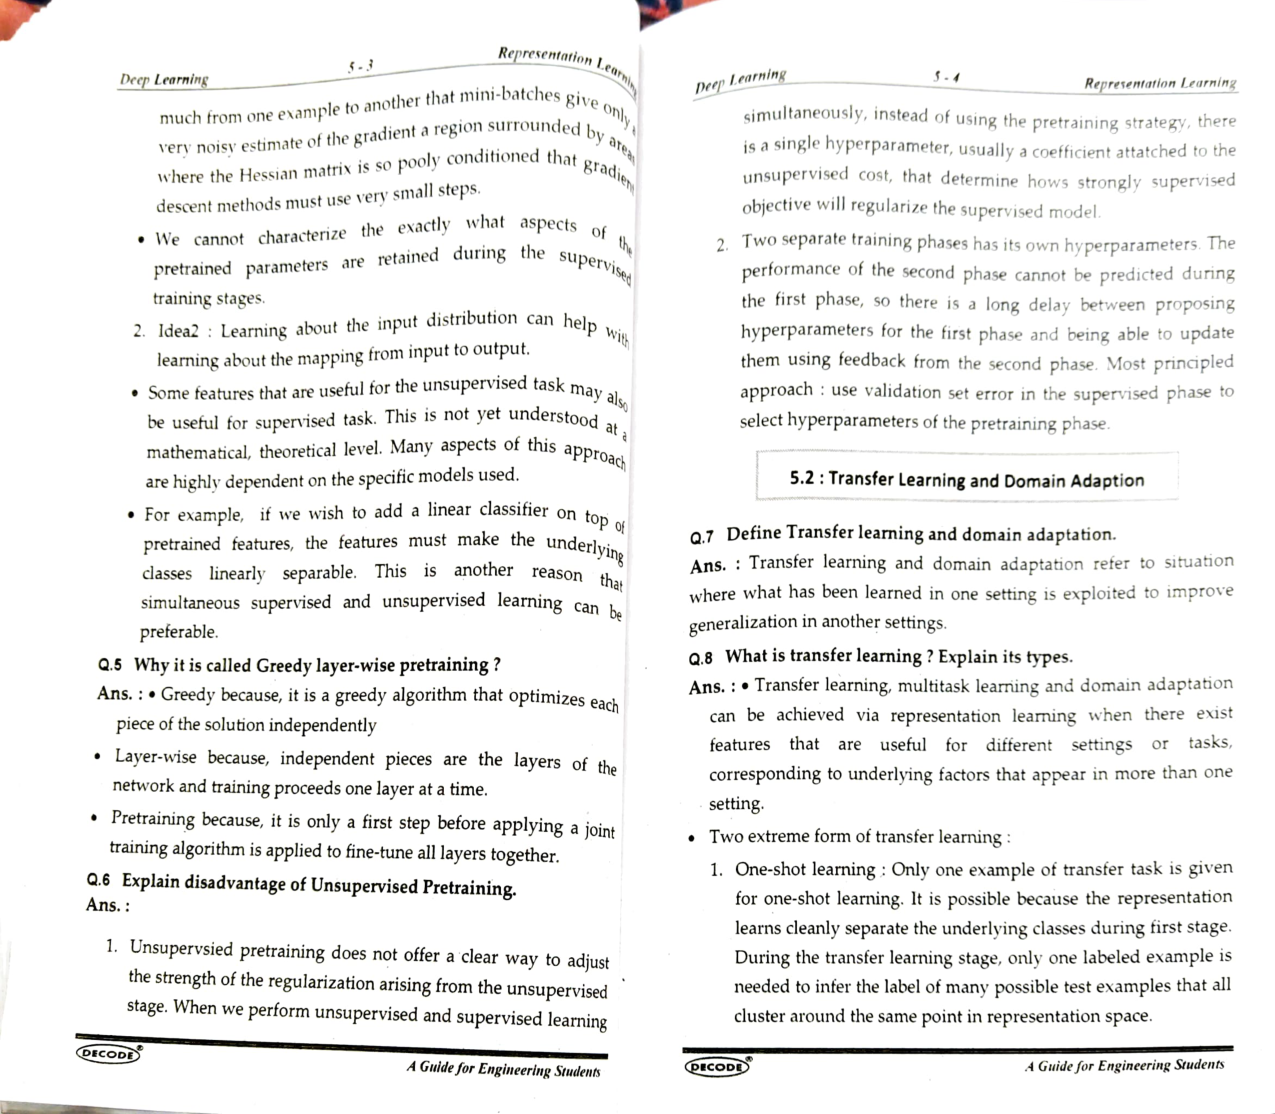 Deep Learning 5 - 3 Representation Learning
much from one example to another that mini-batches give only a
very noisy estimate of the gradient a region surrounded by areas
where the Hessian matrix is so pooly conditioned that gradient
descent methods must use very small steps.
• We cannot characterize the exactly what aspects of the
pretrained parameters are retained during the supervised
training stages.
2. Idea2 : Learning about the input distribution can help with
learning about the mapping from input to output.
• Some features that are useful for the unsupervised task may also
be useful for supervised task. This is not yet understood at a
mathematical, theoretical level. Many aspects of this approach
are highly dependent on the specific models used.
• For example, if we wish to add a linear classifier on top of
pretrained features, the features must make the underlying
classes linearly separable. This is another reason that
simultaneous supervised and unsupervised learning can be
preferable.
Q.5 Why it is called Greedy layer-wise pretraining ?
Ans. : • Greedy because, it is a greedy algorithm that optimizes each
piece of the solution independently
• Layer-wise because, independent pieces are the layers of the
network and training proceeds one layer at a time.
• Pretraining because, it is only a first step before applying a joint
training algorithm is applied to fine-tune all layers together.
Q.6 Explain disadvantage of Unsupervised Pretraining.
Ans. :
1. Unsupervsied pretraining does not offer a clear way to adjust
the strength of the regularization arising from the unsupervised
stage. When we perform unsupervised and supervised learning
DECODE® A Guide for Engineering Students
Deep Learning 5 - 4 Representation Learning
simultaneously, instead of using the pretraining strategy, there
is a single hyperparameter, usually a coefficient attatched to the
unsupervised cost, that determine hows strongly supervised
objective will regularize the supervised model.
2. Two separate training phases has its own hyperparameters. The
performance of the second phase cannot be predicted during
the first phase, so there is a long delay between proposing
hyperparameters for the first phase and being able to update
them using feedback from the second phase. Most principled
approach : use validation set error in the supervised phase to
select hyperparameters of the pretraining phase.
5.2 : Transfer Learning and Domain Adaption
Q.7 Define Transfer learning and domain adaptation.
Ans. : Transfer learning and domain adaptation refer to situation
where what has been learned in one setting is exploited to improve
generalization in another settings.
Q.8 What is transfer learning ? Explain its types.
Ans. : • Transfer learning, multitask learning and domain adaptation
can be achieved via representation learning when there exist
features that are useful for different settings or tasks,
corresponding to underlying factors that appear in more than one
setting.
• Two extreme form of transfer learning :
1. One-shot learning : Only one example of transfer task is given
for one-shot learning. It is possible because the representation
learns cleanly separate the underlying classes during first stage.
During the transfer learning stage, only one labeled example is
needed to infer the label of many possible test examples that all
cluster around the same point in representation space.
DECODE® A Guide for Engineering Students